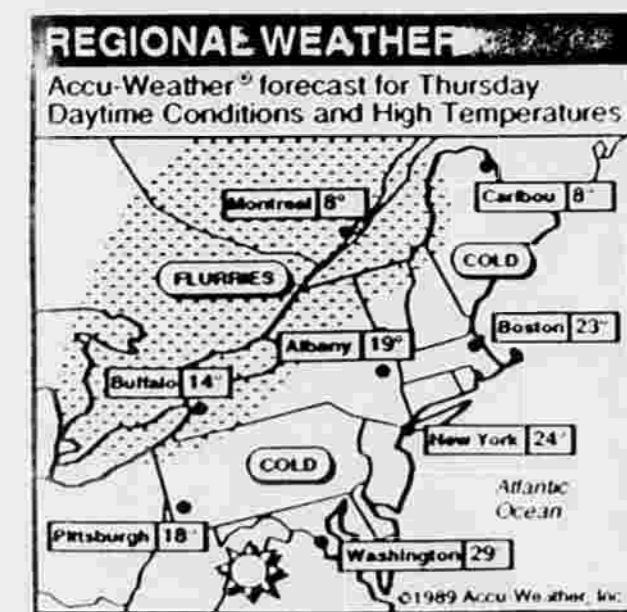 REGIONAL WEATHER
Accu-Weather® forecast for Thursday
Daytime Conditions and High Temperatures
Montreal 8°
Caribou 8°
FLURRIES
COLD
Boston 23°
Albany 19°
Buffalo 14°
New York 24°
COLD
Atlantic
Ocean
Pittsburgh 18°
Washington 29
©1989 Accu-Weather, Inc.